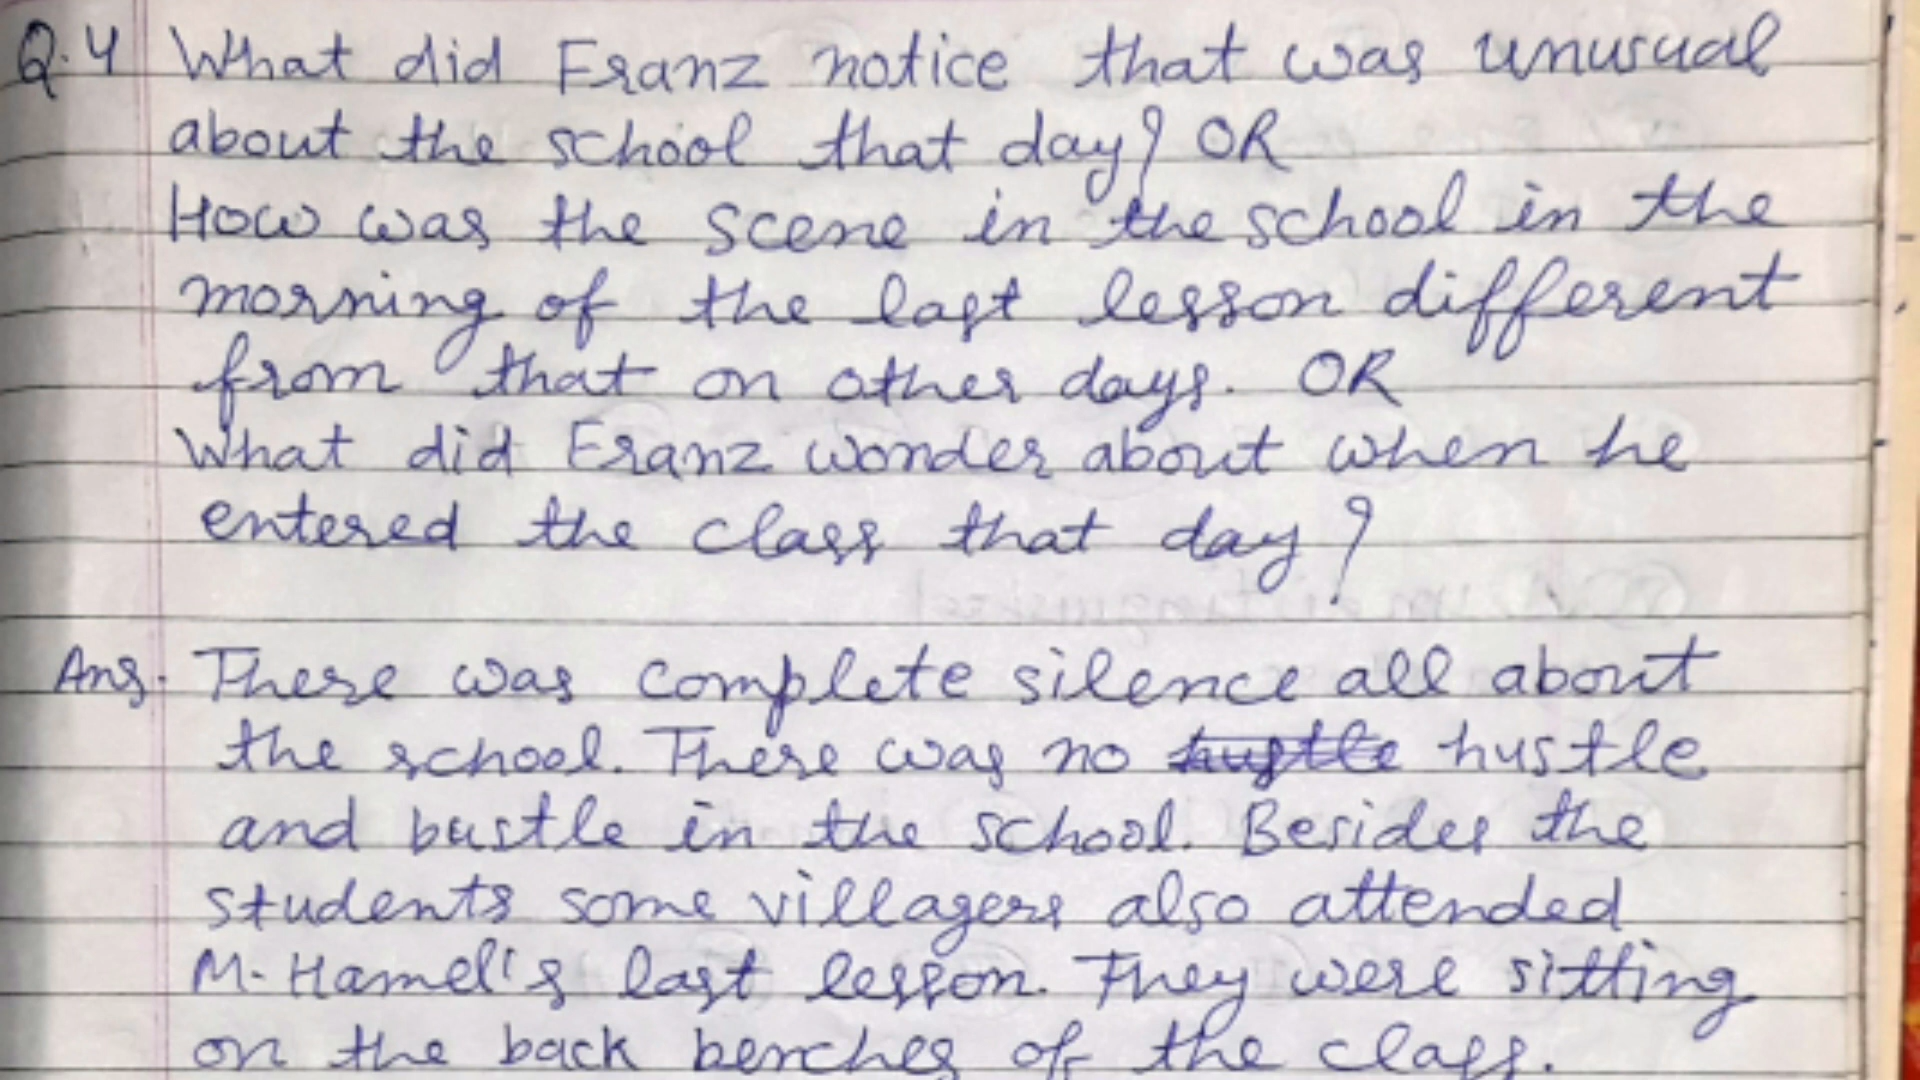 Q.4 What did Franz notice that was unusual
about the school that day? OR
How was the scene in the school in the
morning of the last lesson different
from that on other days. OR
What did Franz wonder about when he
entered the class that day?
Ans. There was complete silence all about
the school. There was no hustle hustle
and bustle in the school. Besides the
students some villagers also attended
M. Hamel's last lesson. They were sitting
on the back benches of the class.